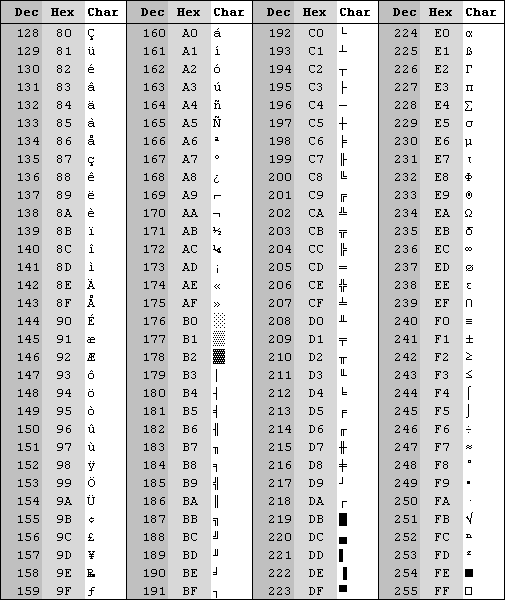 Dec Hex Char Dec Hex Char Dec Hex Char Dec Hex Char
128 80 Ç 160 A0 á 192 C0 └ 224 E0 α
129 81 ü 161 A1 í 193 C1 ┴ 225 E1 ß
130 82 é 162 A2 ó 194 C2 ┬ 226 E2 Γ
131 83 â 163 A3 ú 195 C3 ├ 227 E3 π
132 84 ä 164 A4 ñ 196 C4 ─ 228 E4 Σ
133 85 à 165 A5 Ñ 197 C5 ┼ 229 E5 σ
134 86 å 166 A6 ª 198 C6 ╞ 230 E6 µ
135 87 ç 167 A7 º 199 C7 ╟ 231 E7 τ
136 88 ê 168 A8 ¿ 200 C8 ╚ 232 E8 Φ
137 89 ë 169 A9 ⌐ 201 C9 ╔ 233 E9 Θ
138 8A è 170 AA ¬ 202 CA ╩ 234 EA Ω
139 8B ï 171 AB ½ 203 CB ╦ 235 EB δ
140 8C î 172 AC ¼ 204 CC ╠ 236 EC ∞
141 8D ì 173 AD ¡ 205 CD ═ 237 ED ∅
142 8E Ä 174 AE « 206 CE ╬ 238 EE ε
143 8F Å 175 AF » 207 CF ╧ 239 EF ∩
144 90 É 176 B0 ░ 208 D0 ╨ 240 F0 ≡
145 91 æ 177 B1 ▒ 209 D1 ╤ 241 F1 ±
146 92 Æ 178 B2 ▓ 210 D2 ╥ 242 F2 ≥
147 93 ô 179 B3 │ 211 D3 ╙ 243 F3 ≤
148 94 ö 180 B4 ┤ 212 D4 ╘ 244 F4 ⌠
149 95 ò 181 B5 ╡ 213 D5 ╒ 245 F5 ⌡
150 96 û 182 B6 ╢ 214 D6 ╓ 246 F6 ÷
151 97 ù 183 B7 ╖ 215 D7 ╫ 247 F7 ≈
152 98 ÿ 184 B8 ╕ 216 D8 ╪ 248 F8 °
153 99 Ö 185 B9 ╣ 217 D9 ┘ 249 F9 •
154 9A Ü 186 BA ║ 218 DA ┌ 250 FA ·
155 9B ¢ 187 BB ╗ 219 DB █ 251 FB √
156 9C £ 188 BC ╝ 220 DC ▄ 252 FC ⁿ
157 9D ¥ 189 BD ╜ 221 DD ▌ 253 FD ²
158 9E ₧ 190 BE ╛ 222 DE ▐ 254 FE ■
159 9F ƒ 191 BF ┐ 223 DF ▀ 255 FF □